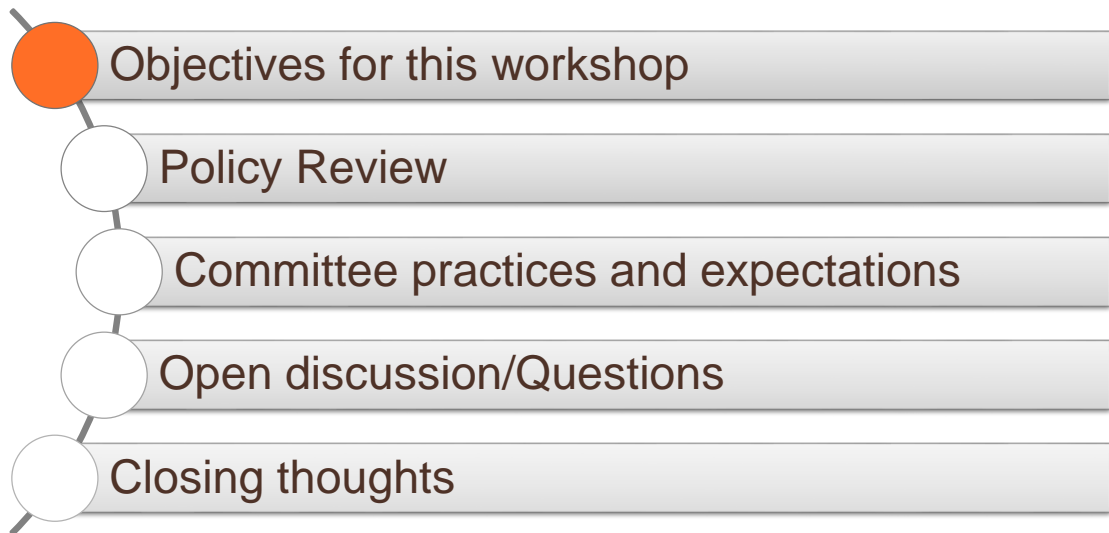 Objectives for this workshop
Policy Review
Committee practices and expectations
Open discussion/Questions
Closing thoughts